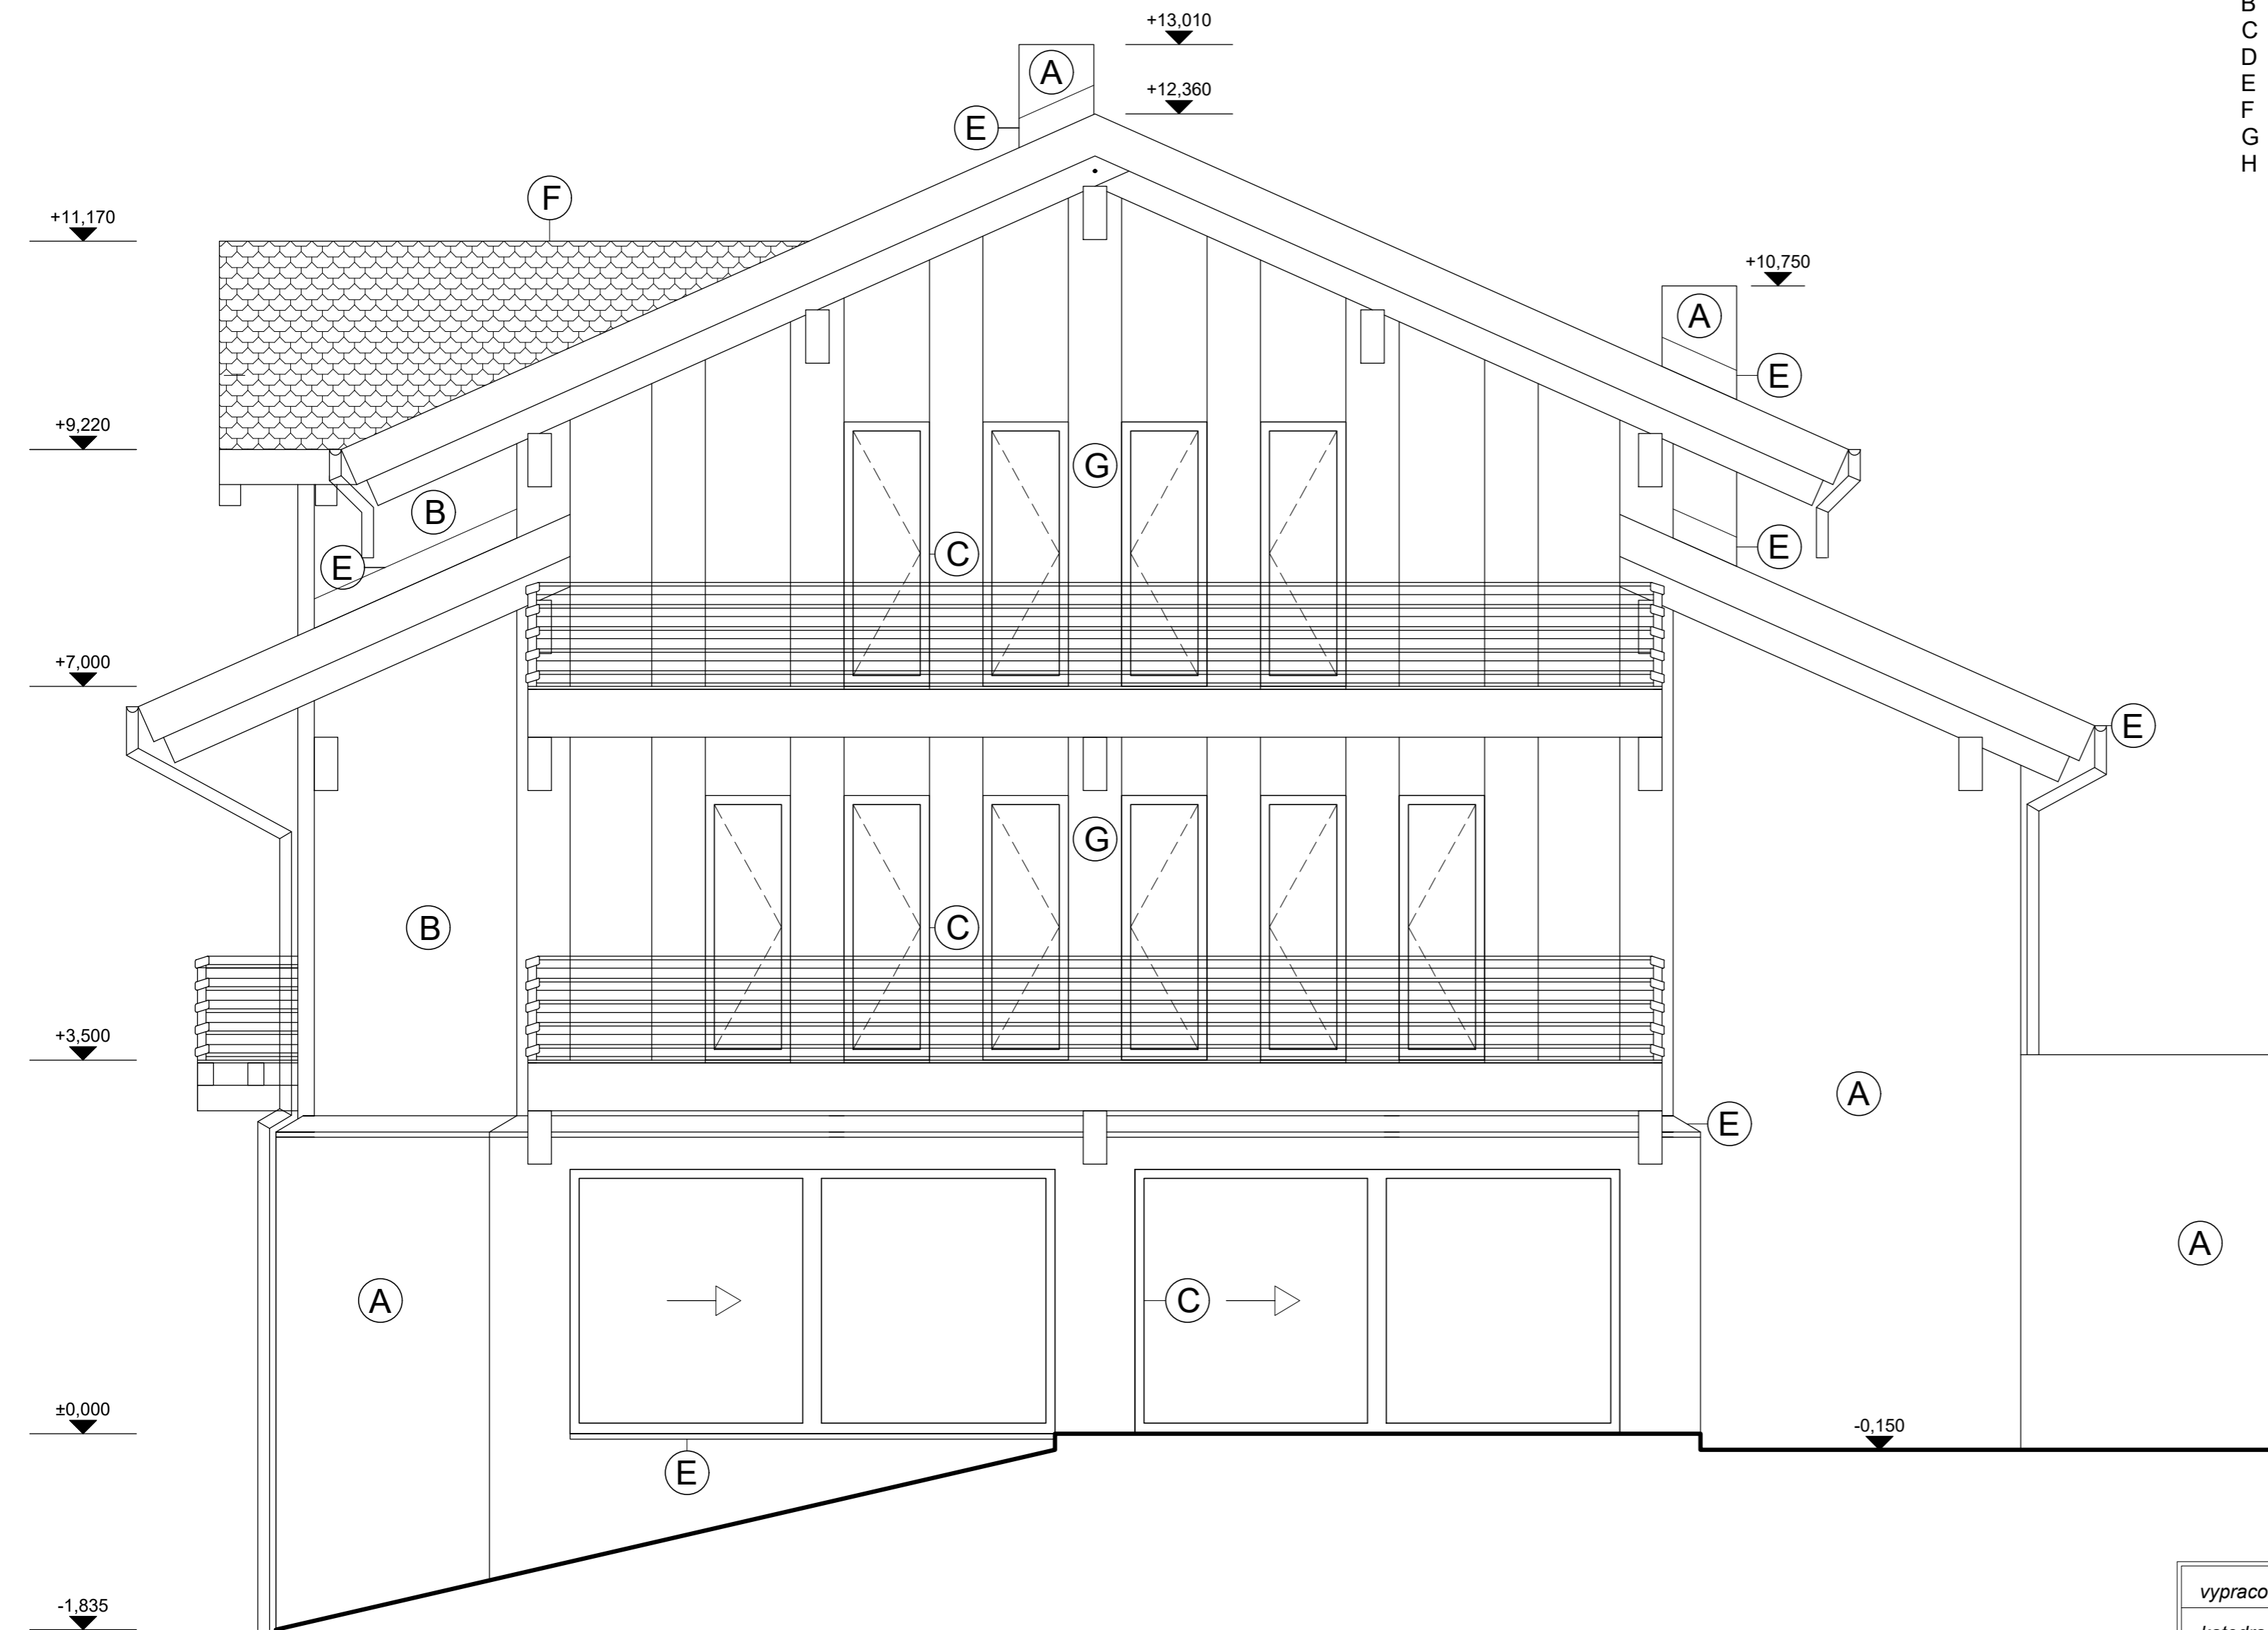 +13,010
B
C
A
D
E
+12,360
F
E
G
H
F
+11,170
+10,750
A
E
+9,220
G
B
C
E
E
+7,000
E
G
B
C
+3,500
A
E
A
A
C
±0,000
-0,150
E
vypraco
-1,835